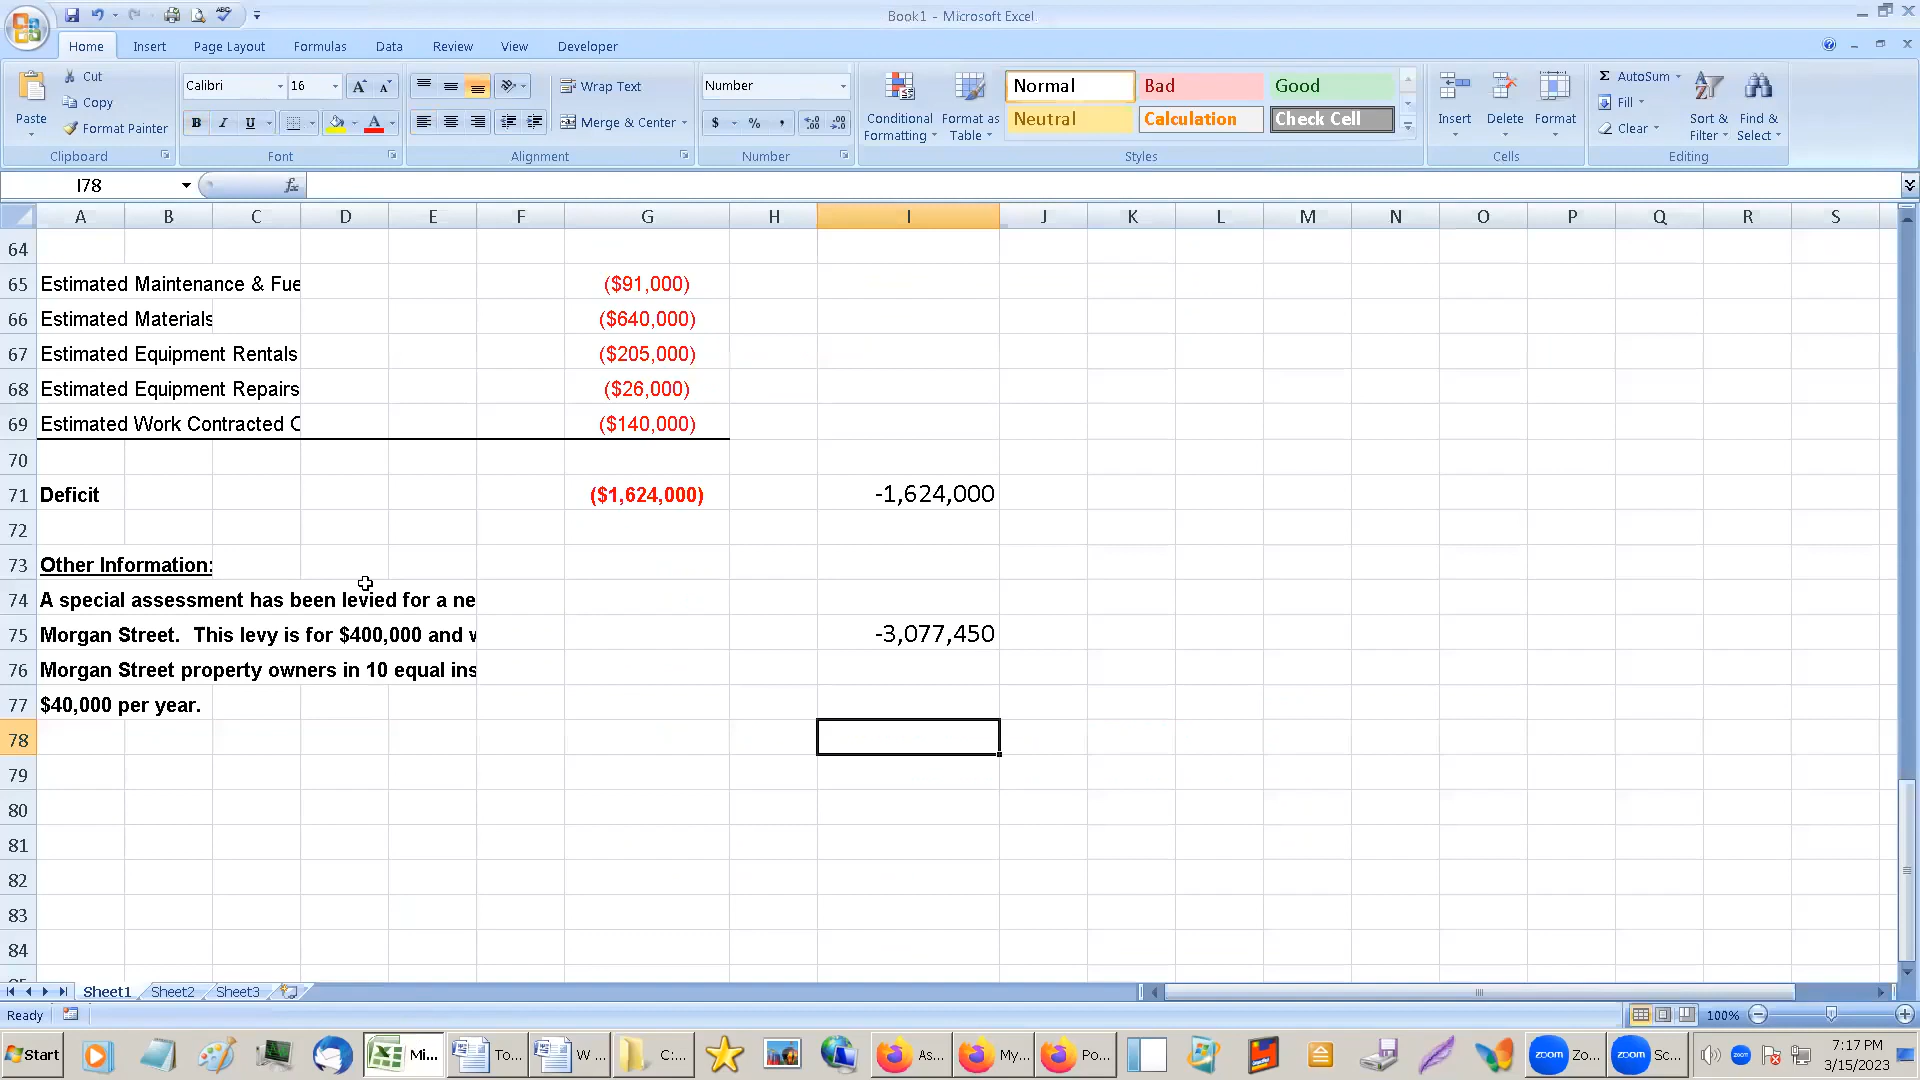 Book1 - Microsoft Excel
Home Insert Page Layout Formulas Data Review View Developer
Paste
Cut
Copy
Format Painter
Clipboard
Calibri 16
B I U
Font
Wrap Text
Merge & Center
Alignment
Number
$ % ,
Number
Conditional Formatting
Format as Table
Normal Bad Good
Neutral Calculation Check Cell
Styles
Insert Delete Format
Cells
AutoSum
Fill
Clear
Sort & Filter
Find & Select
Editing
I78
fx
A B C D E F G H I J K L M N O P Q R S
64
65 Estimated Maintenance & Fue ($91,000)
66 Estimated Materials ($640,000)
67 Estimated Equipment Rentals ($205,000)
68 Estimated Equipment Repairs ($26,000)
69 Estimated Work Contracted ($140,000)
70
71 Deficit ($1,624,000) -1,624,000
72
73 Other Information:
74 A special assessment has been levied for a ne
75 Morgan Street. This levy is for $400,000 and w -3,077,450
76 Morgan Street property owners in 10 equal ins
77 $40,000 per year.
78
79
80
81
82
83
84
Sheet1 Sheet2 Sheet3
Ready
100%
Start
Mi...
To...
W ...
C:...
As...
My...
Po...
zoom
Zo...
zoom
Sc...
zoom
7:17 PM
3/15/2023